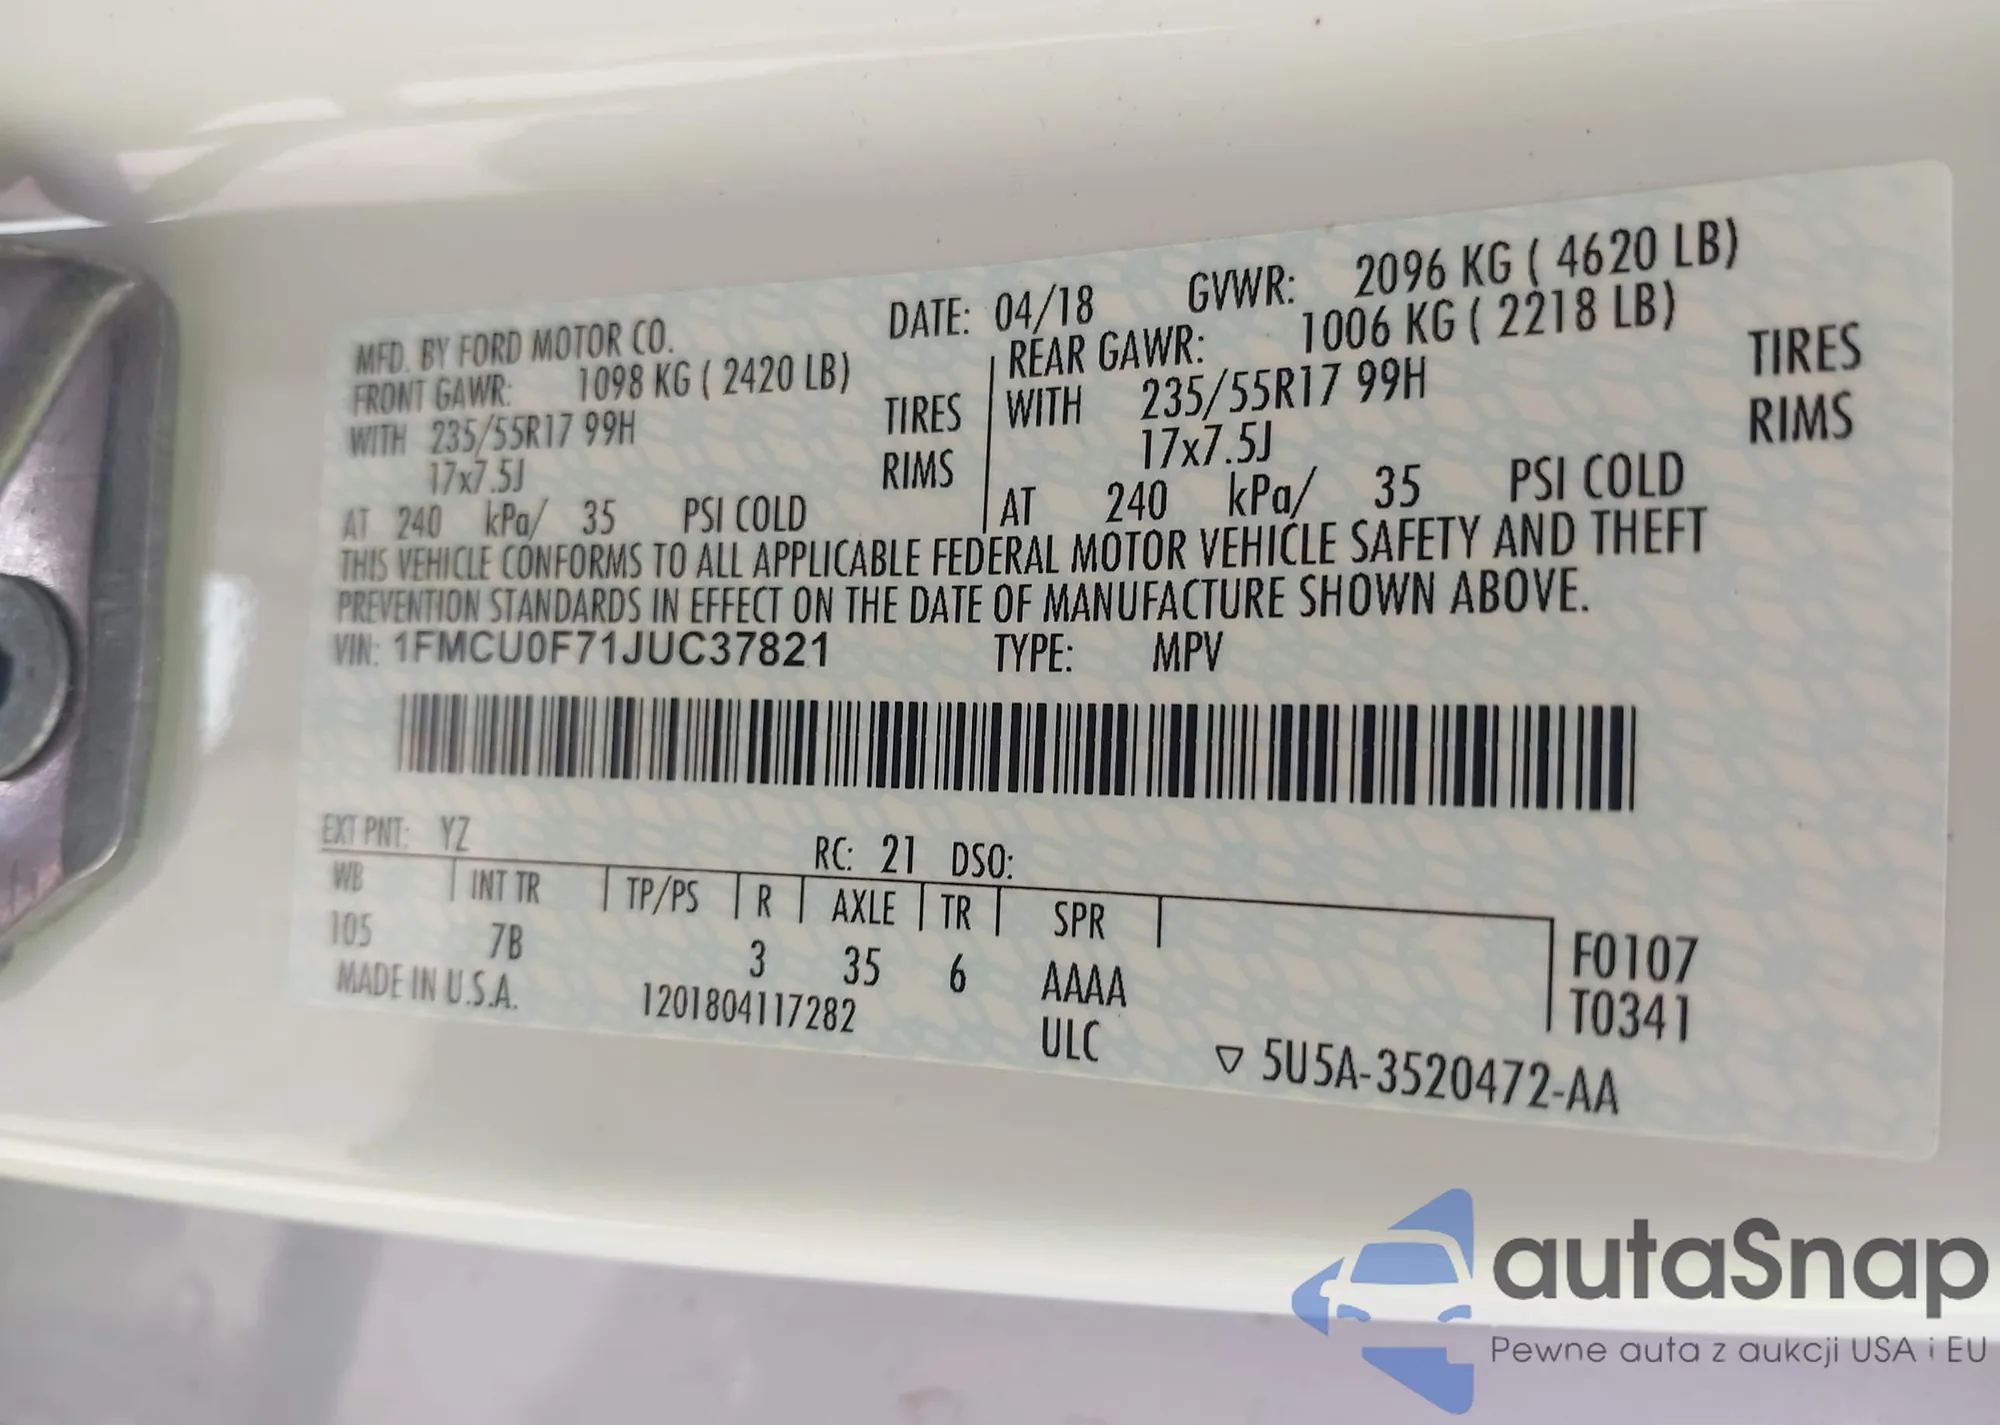 MFD. BY FORD MOTOR CO. DATE: 04/18 GVWR: 2096 KG ( 4620 LB)
FRONT GAWR: 1098 KG ( 2420 LB) REAR GAWR: 1006 KG ( 2218 LB)
WITH 235/55R17 99H TIRES WITH 235/55R17 99H TIRES
17x7.5J RIMS 17x7.5J RIMS
AT 240 kPa/ 35 PSI COLD AT 240 kPa/ 35 PSI COLD
THIS VEHICLE CONFORMS TO ALL APPLICABLE FEDERAL MOTOR VEHICLE SAFETY AND THEFT
PREVENTION STANDARDS IN EFFECT ON THE DATE OF MANUFACTURE SHOWN ABOVE.
VIN: 1FMCU0F71JUC37821 TYPE: MPV
EXT PNT: YZ RC: 21 DSO:
WB INT TR TP/PS R AXLE TR SPR
105 7B 3 35 6 AAAA F0107
MADE IN U.S.A. 1201804117282 ULC T0341
▽ 5U5A-3520472-AA
autaSnap
Pewne auta z aukcji USA i EU